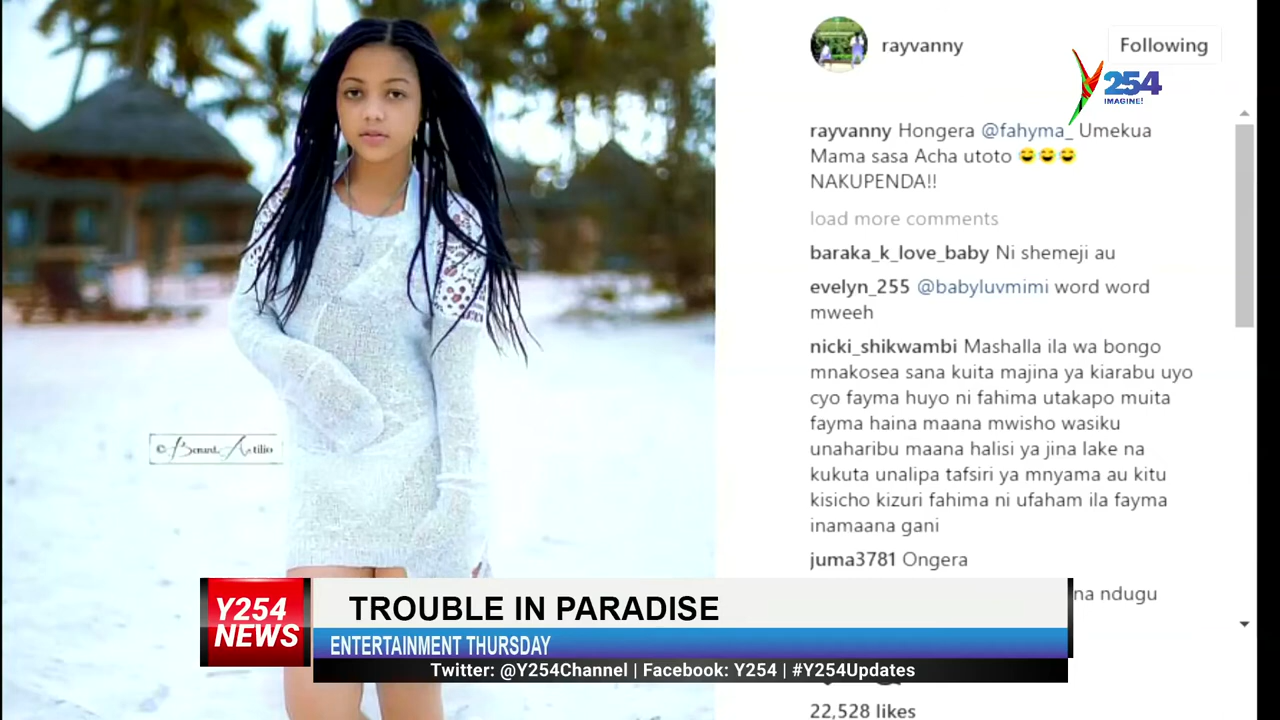 rayvanny
Following
254
IMAGINE!
rayvanny Hongera @fahyma_ Umekua
Mama sasa Acha utoto 😂😂😂
NAKUPENDA!!
load more comments
baraka_k_love_baby Ni shemeji au
evelyn_255 @babyluvmimi word word
mweeh
nicki_shikwambi Mashalla ila wa bongo
mnakosea sana kuita majina ya kiarabu uyo
cyo fayma huyo ni fahima utakapo muita
fayma haina maana mwisho wasiku
unaharibu maana halisi ya jina lake na
kukuta unalipa tafsiri ya mnyama au kitu
kisicho kizuri fahima ni ufaham ila fayma
inamaana gani
juma3781 Ongera
na ndugu
22,528 likes
© Atilio
Y254
NEWS
TROUBLE IN PARADISE
ENTERTAINMENT THURSDAY
Twitter: @Y254Channel | Facebook: Y254 | #Y254Updates